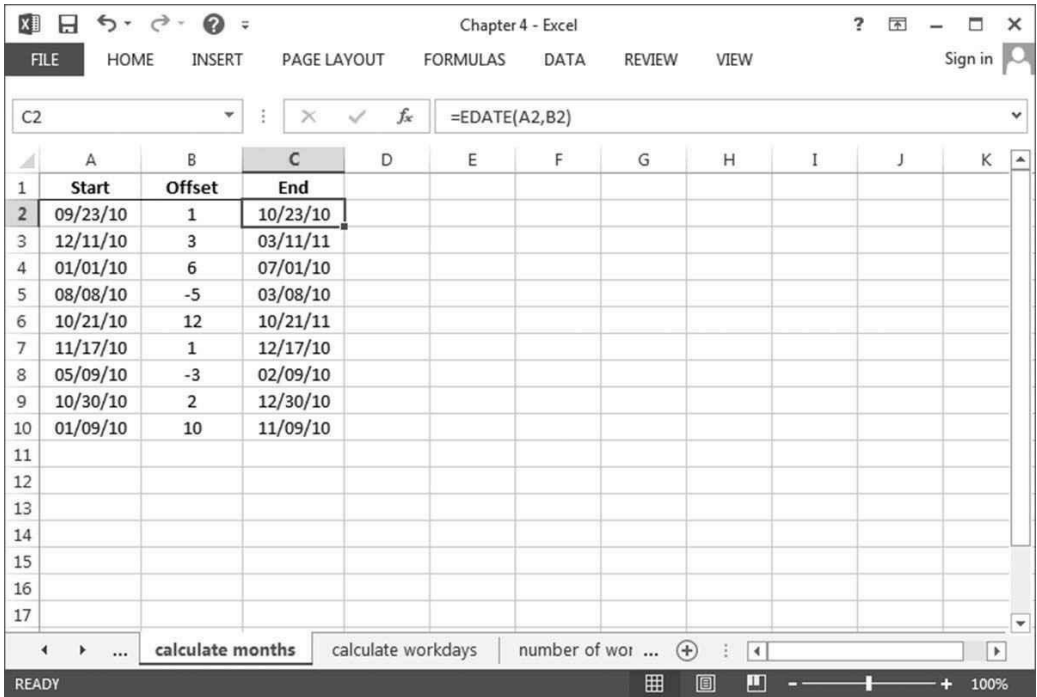 Chapter 4 - Excel
FILE HOME INSERT PAGE LAYOUT FORMULAS DATA REVIEW VIEW Sign in
C2 fx =EDATE(A2,B2)
A B C D E F G H I J K
1 Start Offset End
2 09/23/10 1 10/23/10
3 12/11/10 3 03/11/11
4 01/01/10 6 07/01/10
5 08/08/10 -5 03/08/10
6 10/21/10 12 10/21/11
7 11/17/10 1 12/17/10
8 05/09/10 -3 02/09/10
9 10/30/10 2 12/30/10
10 01/09/10 10 11/09/10
11
12
13
14
15
16
17
... calculate months calculate workdays number of wor ...
READY 100%